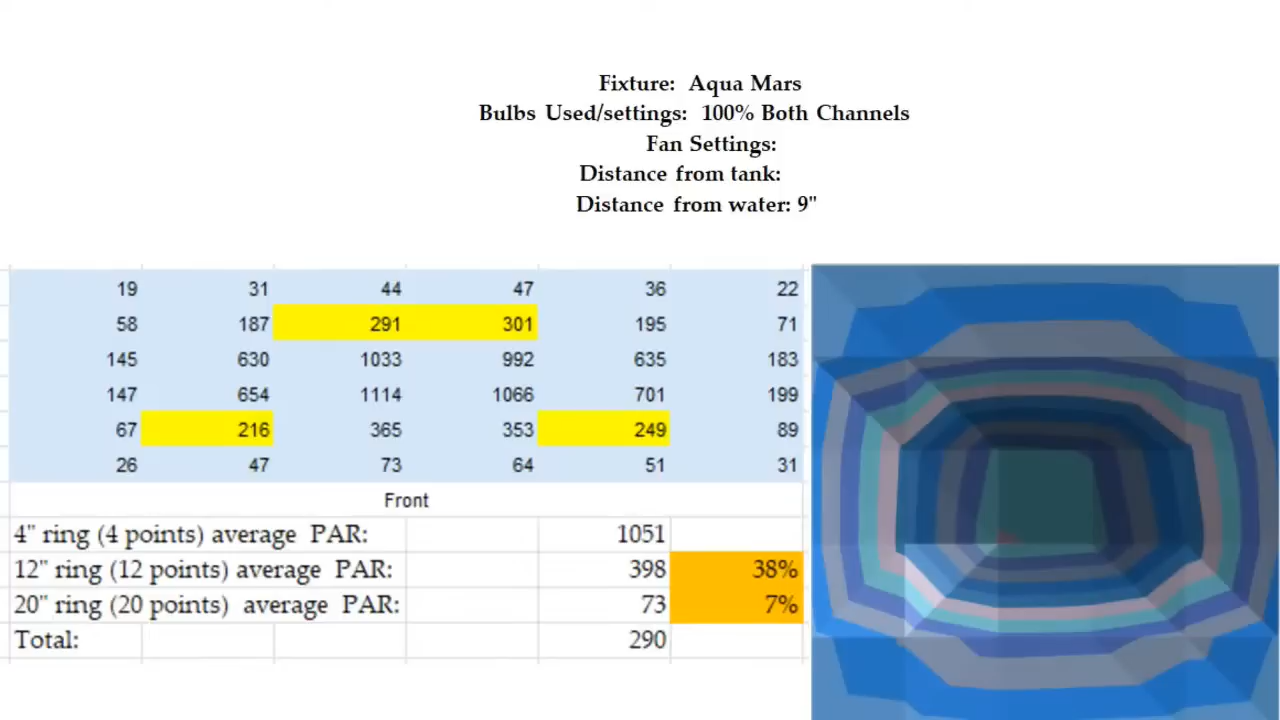 Fixture: Aqua Mars
Bulbs Used/settings: 100% Both Channels
Fan Settings:
Distance from tank:
Distance from water: 9"
19 31 44 47 36 22
58 187 291 301 195 71
145 630 1033 992 635 183
147 654 1114 1066 701 199
67 216 365 353 249 89
26 47 73 64 51 31
Front
4" ring (4 points) average PAR: 1051
12" ring (12 points) average PAR: 398 38%
20" ring (20 points) average PAR: 73 7%
Total: 290